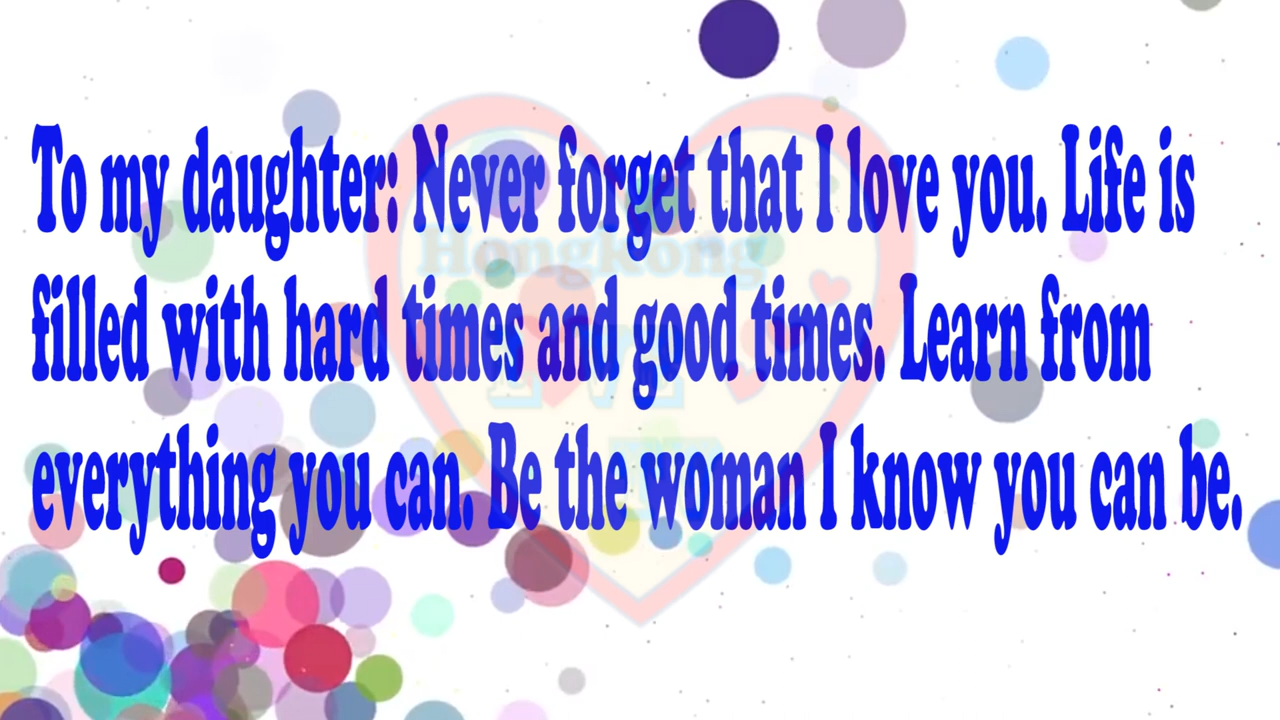 To my daughter: Never forget that I love you. Life is
filled with hard times and good times. Learn from
everything you can. Be the woman I know you can be.
Hongkong